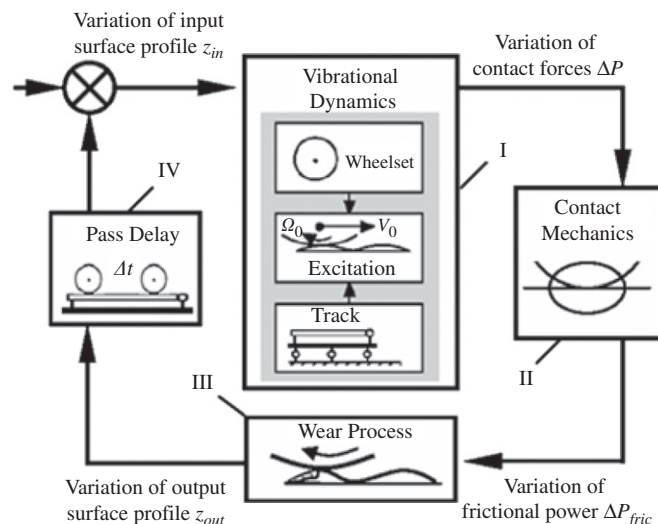 Variation of input
surface profile z_in
Vibrational
Dynamics
Variation of
contact forces ΔP
I
Wheelset
Ω₀
V₀
Excitation
Track
IV
Pass Delay
Δt
Contact
Mechanics
II
III
Wear Process
Variation of output
surface profile z_out
Variation of
frictional power ΔP_fric